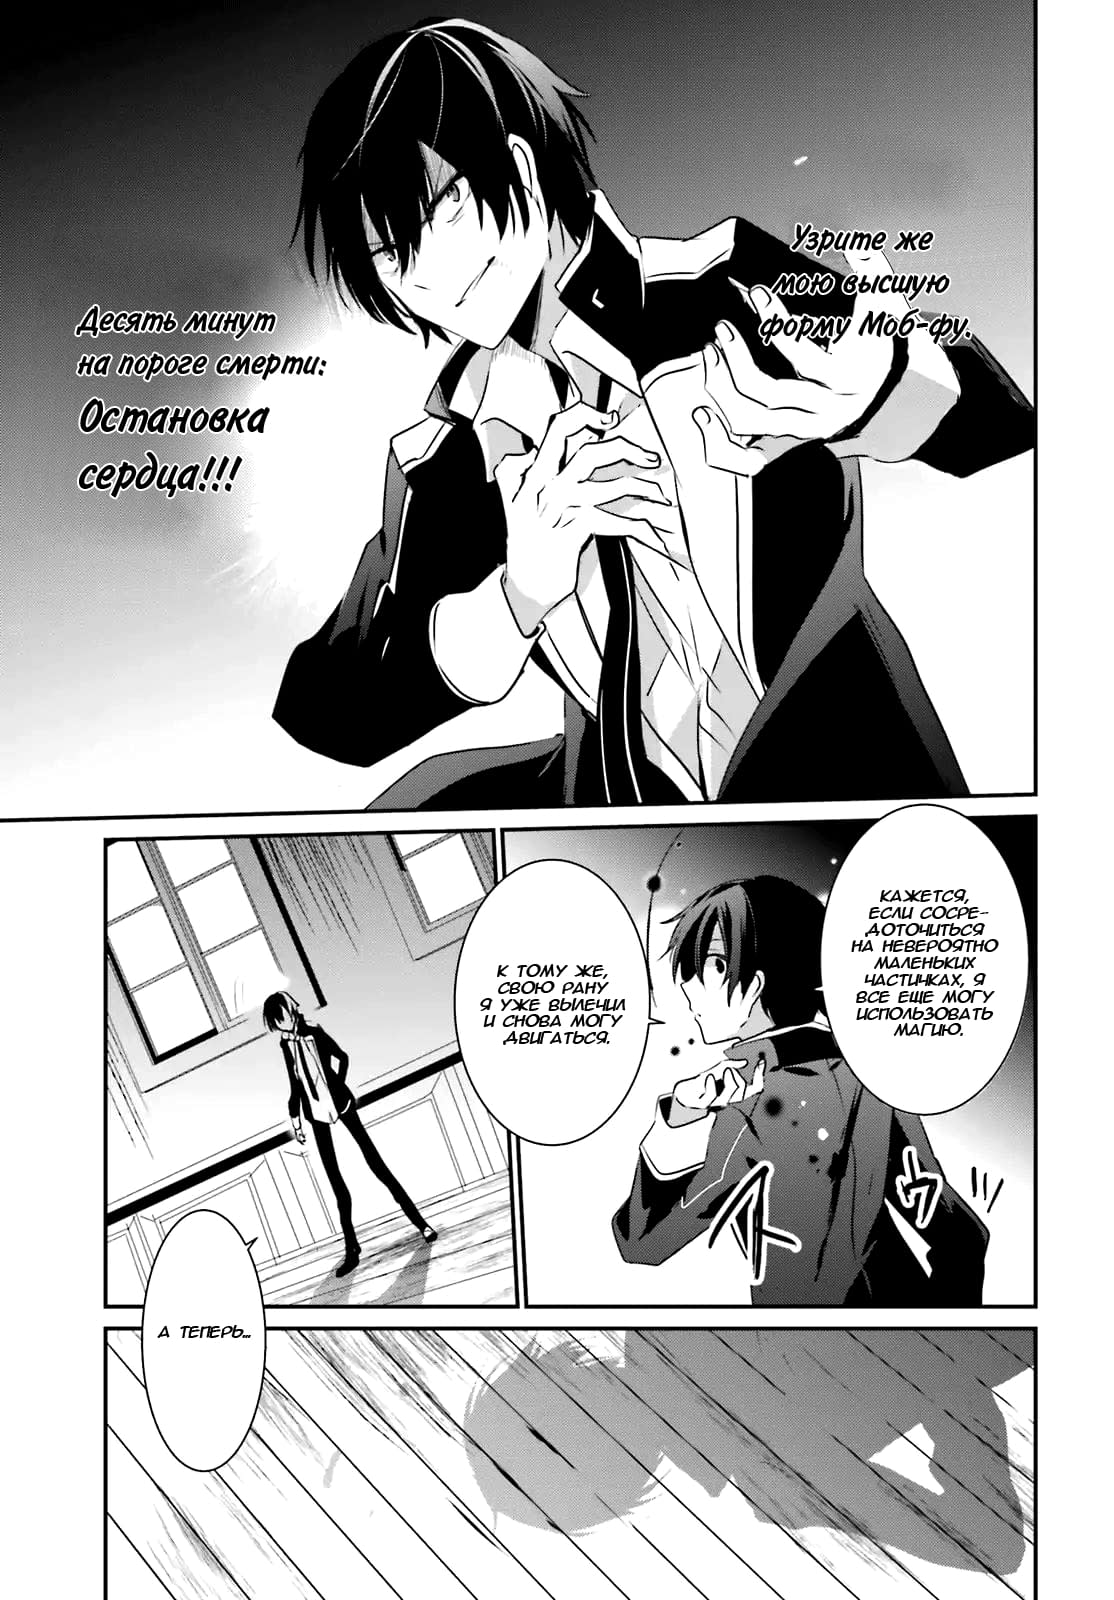 Узрите же
мою высшую
форму Моб-фу.
Десять минут
на пороге смерти:
Остановка
сердца!!!
КАЖЕТСЯ,
ЕСЛИ СОСРЕ-
ДОТОЧИТЬСЯ
НА НЕВЕРОЯТНО
МАЛЕНЬКИХ
ЧАСТИЧКАХ, Я
ВСЕ ЕЩЕ МОГУ
ИСПОЛЬЗОВАТЬ
МАГИЮ.
К ТОМУ ЖЕ,
СВОЮ РАНУ
Я УЖЕ ВЫЛЕЧИЛ
И СНОВА МОГУ
ДВИГАТЬСЯ.
А ТЕПЕРЬ...